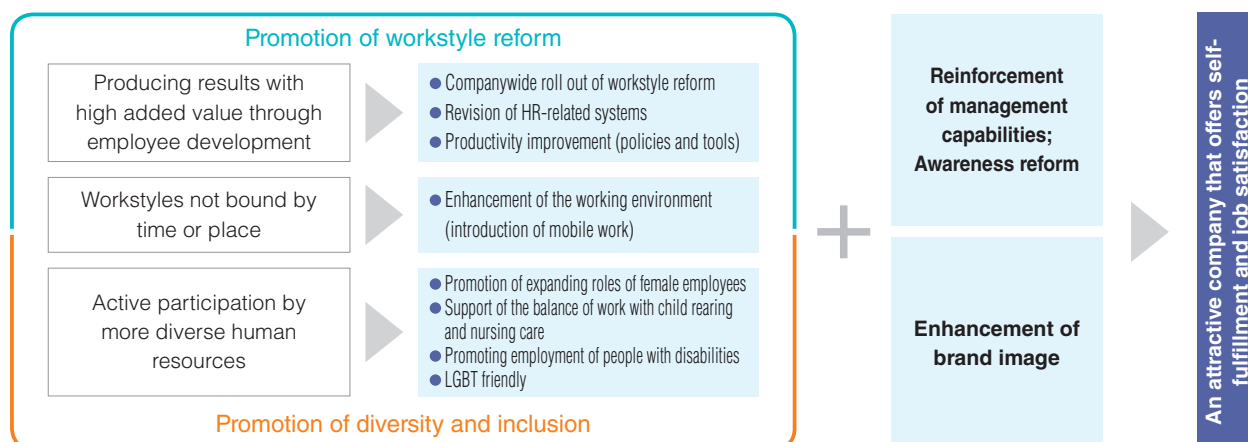 Promotion of workstyle reform
Producing results with
high added value through
employee development
● Companywide roll out of workstyle reform
● Revision of HR-related systems
● Productivity improvement (policies and tools)
Workstyles not bound by
time or place
● Enhancement of the working environment
(introduction of mobile work)
Active participation by
more diverse human
resources
● Promotion of expanding roles of female employees
● Support of the balance of work with child rearing
and nursing care
● Promoting employment of people with disabilities
● LGBT friendly
Promotion of diversity and inclusion
+
Reinforcement
of management
capabilities;
Awareness reform
Enhancement of
brand image
An attractive company that offers self-
fulfillment and job satisfaction